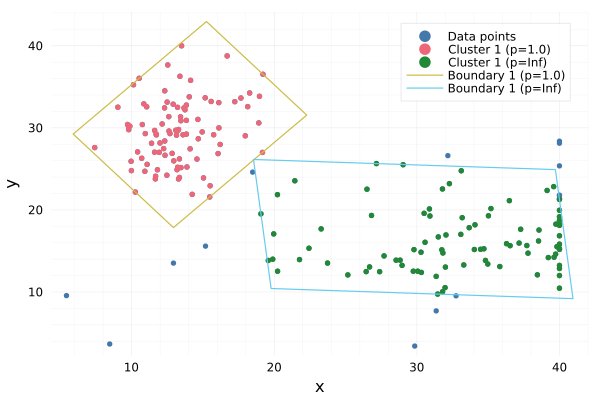 Data points
Cluster 1 (p=1.0)
Cluster 1 (p=Inf)
Boundary 1 (p=1.0)
Boundary 1 (p=Inf)
40
30
20
10
y
10 20 30 40
x